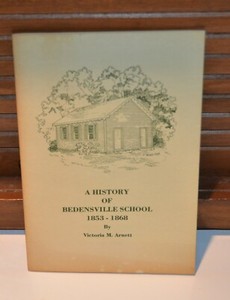 A HISTORY
OF
BEDENSVILLE SCHOOL
1853 - 1868
By
Victoria M. Arnett